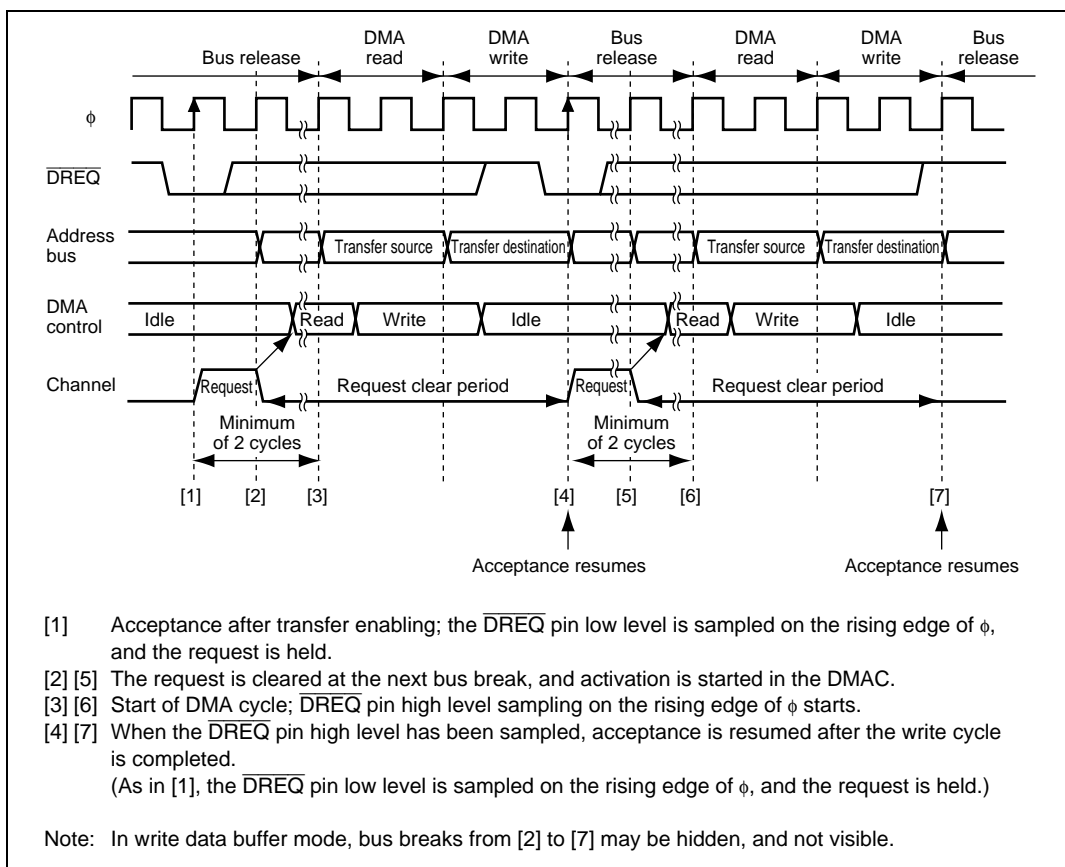 Bus release DMA read DMA write Bus release DMA read DMA write Bus release
φ
DREQ
Address bus Transfer source Transfer destination Transfer source Transfer destination
DMA control Idle Read Write Idle Read Write Idle
Channel Request Request clear period Request Request clear period
Minimum of 2 cycles Minimum of 2 cycles
[1] [2] [3] [4] [5] [6] [7]
Acceptance resumes Acceptance resumes
[1] Acceptance after transfer enabling; the DREQ pin low level is sampled on the rising edge of φ,
and the request is held.
[2] [5] The request is cleared at the next bus break, and activation is started in the DMAC.
[3] [6] Start of DMA cycle; DREQ pin high level sampling on the rising edge of φ starts.
[4] [7] When the DREQ pin high level has been sampled, acceptance is resumed after the write cycle
is completed.
(As in [1], the DREQ pin low level is sampled on the rising edge of φ, and the request is held.)
Note: In write data buffer mode, bus breaks from [2] to [7] may be hidden, and not visible.